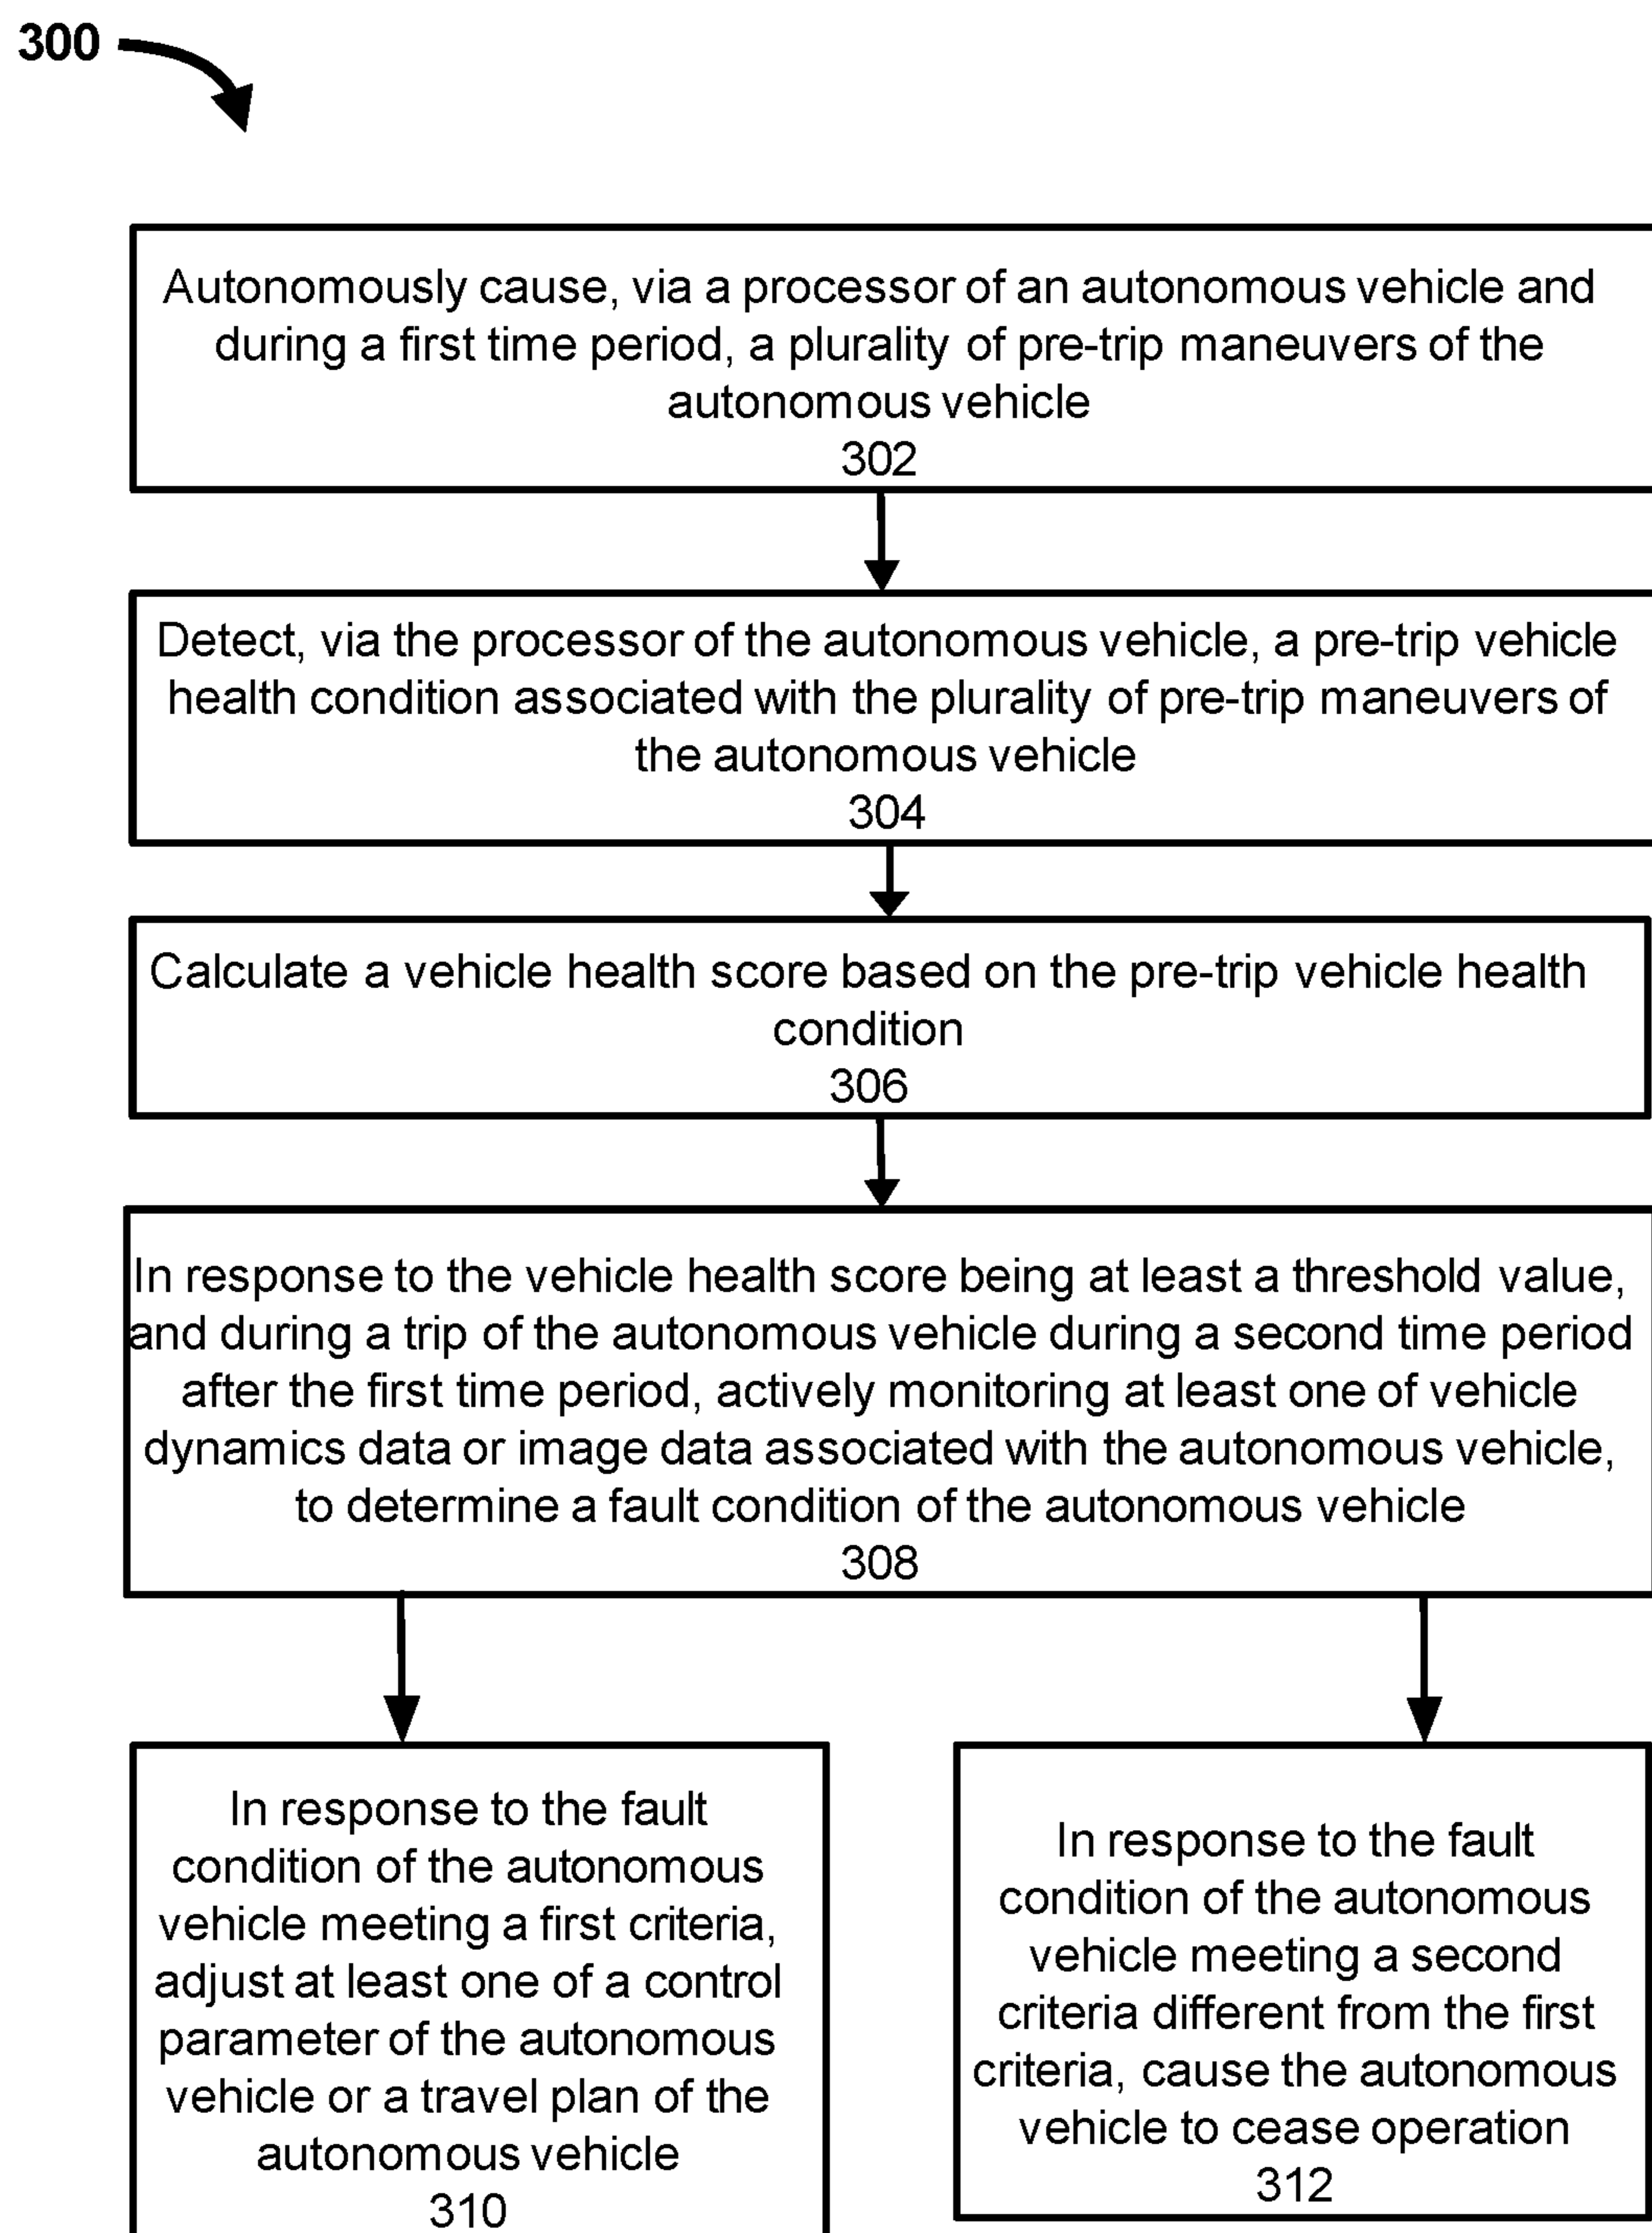 300
Autonomously cause, via a processor of an autonomous vehicle and
during a first time period, a plurality of pre-trip maneuvers of the
autonomous vehicle
302
Detect, via the processor of the autonomous vehicle, a pre-trip vehicle
health condition associated with the plurality of pre-trip maneuvers of
the autonomous vehicle
304
Calculate a vehicle health score based on the pre-trip vehicle health
condition
306
In response to the vehicle health score being at least a threshold value,
and during a trip of the autonomous vehicle during a second time period
after the first time period, actively monitoring at least one of vehicle
dynamics data or image data associated with the autonomous vehicle,
to determine a fault condition of the autonomous vehicle
308
In response to the fault
condition of the autonomous
vehicle meeting a first criteria,
adjust at least one of a control
parameter of the autonomous
vehicle or a travel plan of the
autonomous vehicle
310
In response to the fault
condition of the autonomous
vehicle meeting a second
criteria different from the first
criteria, cause the autonomous
vehicle to cease operation
312